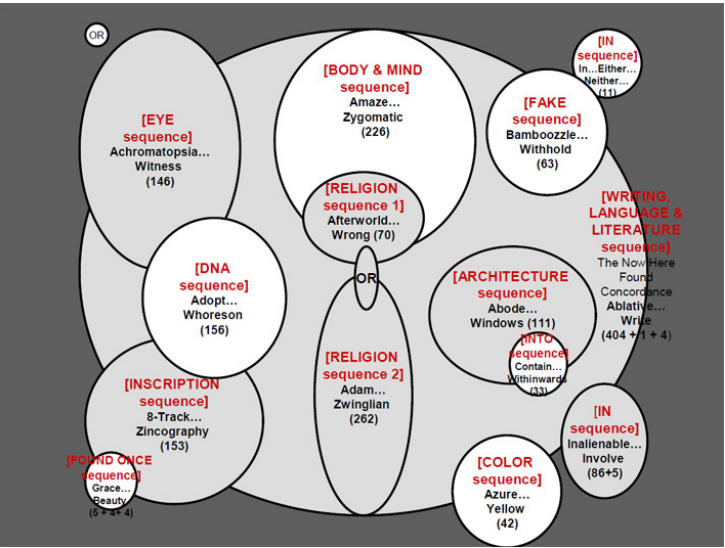 OR
[IN
sequence]
In...Either...
Neither...
(11)
[BODY & MIND
sequence]
Amaze...
Zygomatic
(226)
[FAKE
sequence]
Bamboozle...
Withhold
(63)
[EYE
sequence]
Achromatopsia...
Witness
(146)
[RELIGION
sequence 1]
Afterworld...
Wrong (70)
[WRITING,
LANGUAGE &
LITERATURE
sequence]
The Now Here
Found
Concordance
Ablative...
Write
(404 + 1 + 4)
[DNA
sequence]
Adopt...
Whoreson
(156)
OR
[ARCHITECTURE
sequence]
Abode...
Windows (111)
[INTO
sequence]
Contain...
Withinwards
(33)
[RELIGION
sequence 2]
Adam...
Zwinglian
(262)
[INSCRIPTION
sequence]
8-Track...
Zincography
(153)
[IN
sequence]
Inalienable...
Involve
(86+5)
[FOUND ONCE
sequence]
Grace...
Beauty
(5 + 4+ 4)
[COLOR
sequence]
Azure...
Yellow
(42)